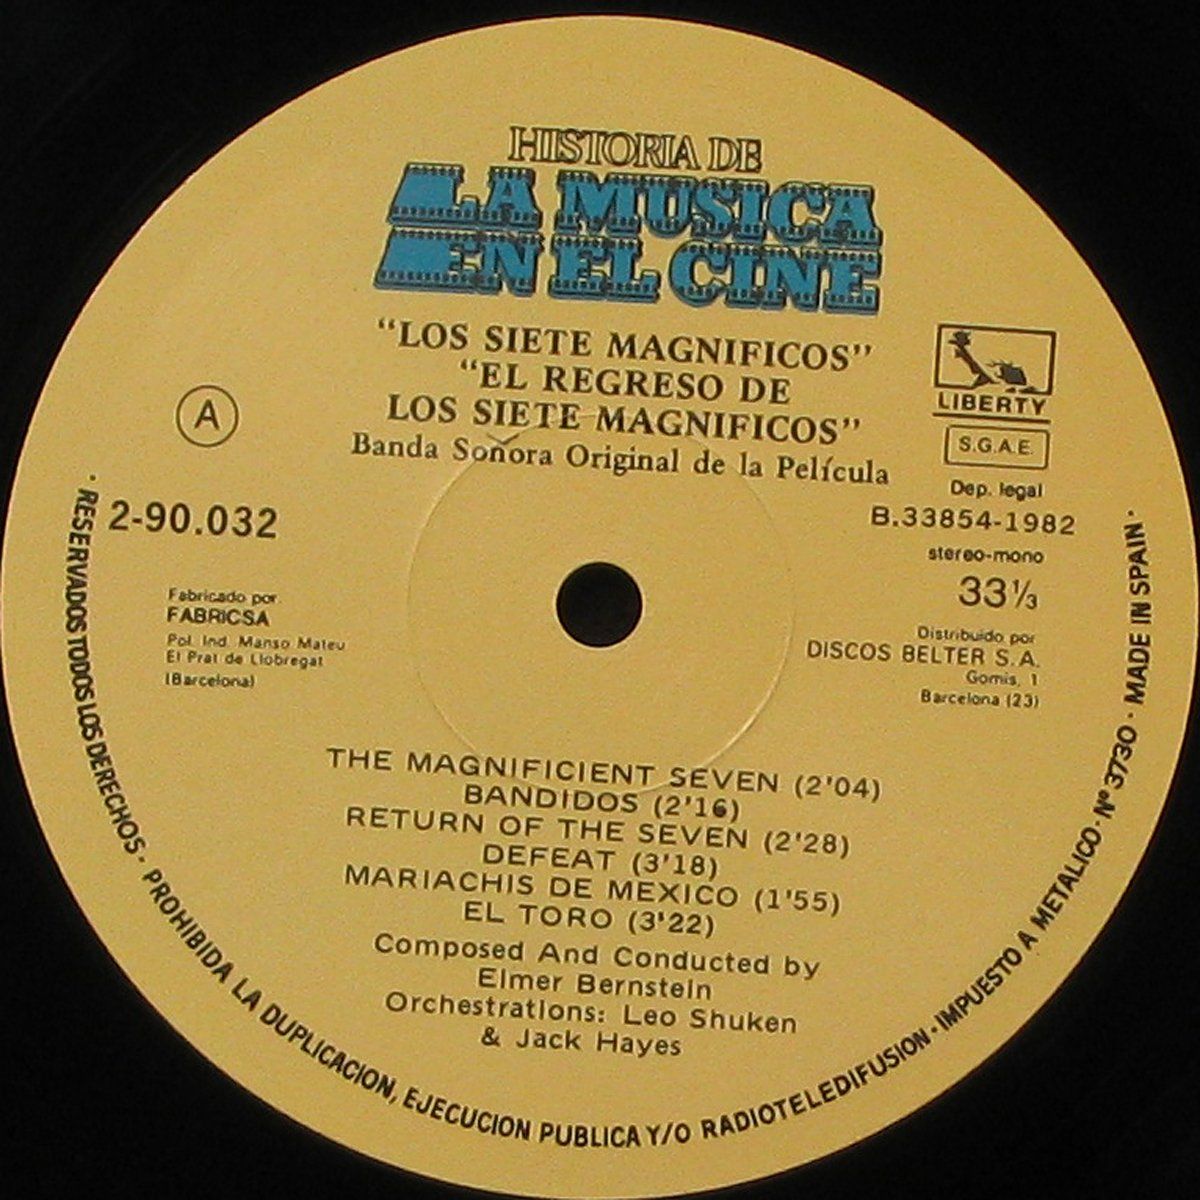 HISTORIA DE
LA MUSICA
EN EL CINE
"LOS SIETE MAGNIFICOS"
"EL REGRESO DE
LOS SIETE MAGNIFICOS"
Banda Sonora Original de la Película
A
2-90.032
Fabricado por
FABRICSA
Pol. Ind. Manso Mateu
El Prat de Llobregat
(Barcelona)
LIBERTY
S.G.A.E.
Dep. legal
B.33854-1982
stereo-mono
33 1/3
Distribuido por
DISCOS BELTER S.A.
Gomis, 1
Barcelona (23)
THE MAGNIFICIENT SEVEN (2'04)
BANDIDOS (2'16)
RETURN OF THE SEVEN (2'28)
DEFEAT (3'18)
MARIACHIS DE MEXICO (1'55)
EL TORO (3'22)
Composed And Conducted by
Elmer Bernstein
Orchestrations: Leo Shuken
& Jack Hayes
· RESERVADOS TODOS LOS DERECHOS · PROHIBIDA LA DUPLICACION, EJECUCION PUBLICA Y/O RADIOTELEDIFUSION · IMPUESTO A METALICO · Nº 3730 · MADE IN SPAIN ·